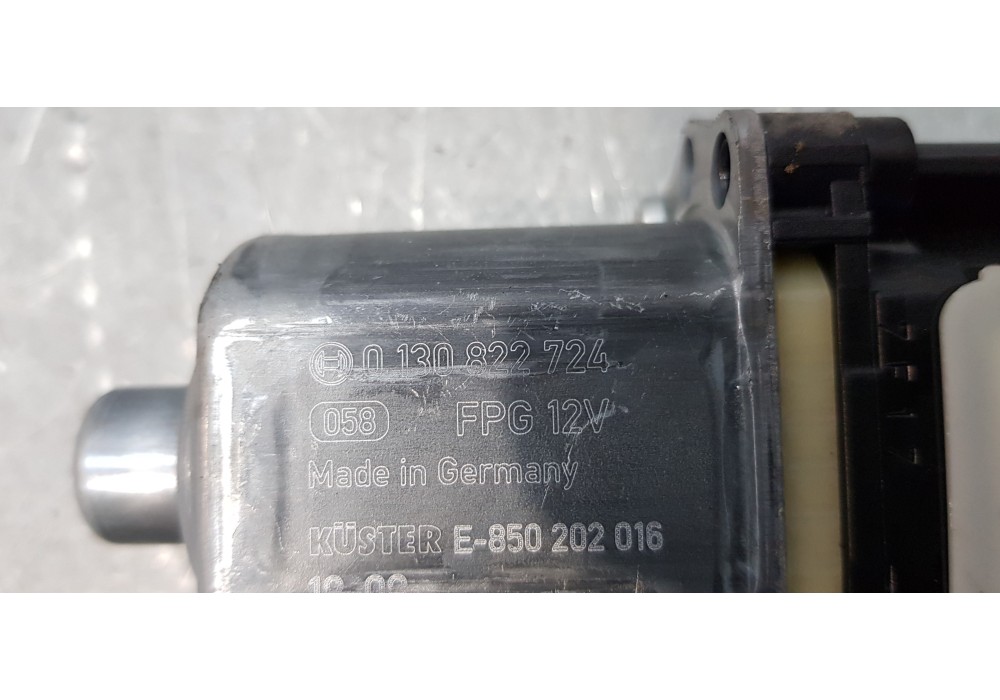 0 130 822 724
058 FPG 12V
Made in Germany
KÜSTER E-850 202 016